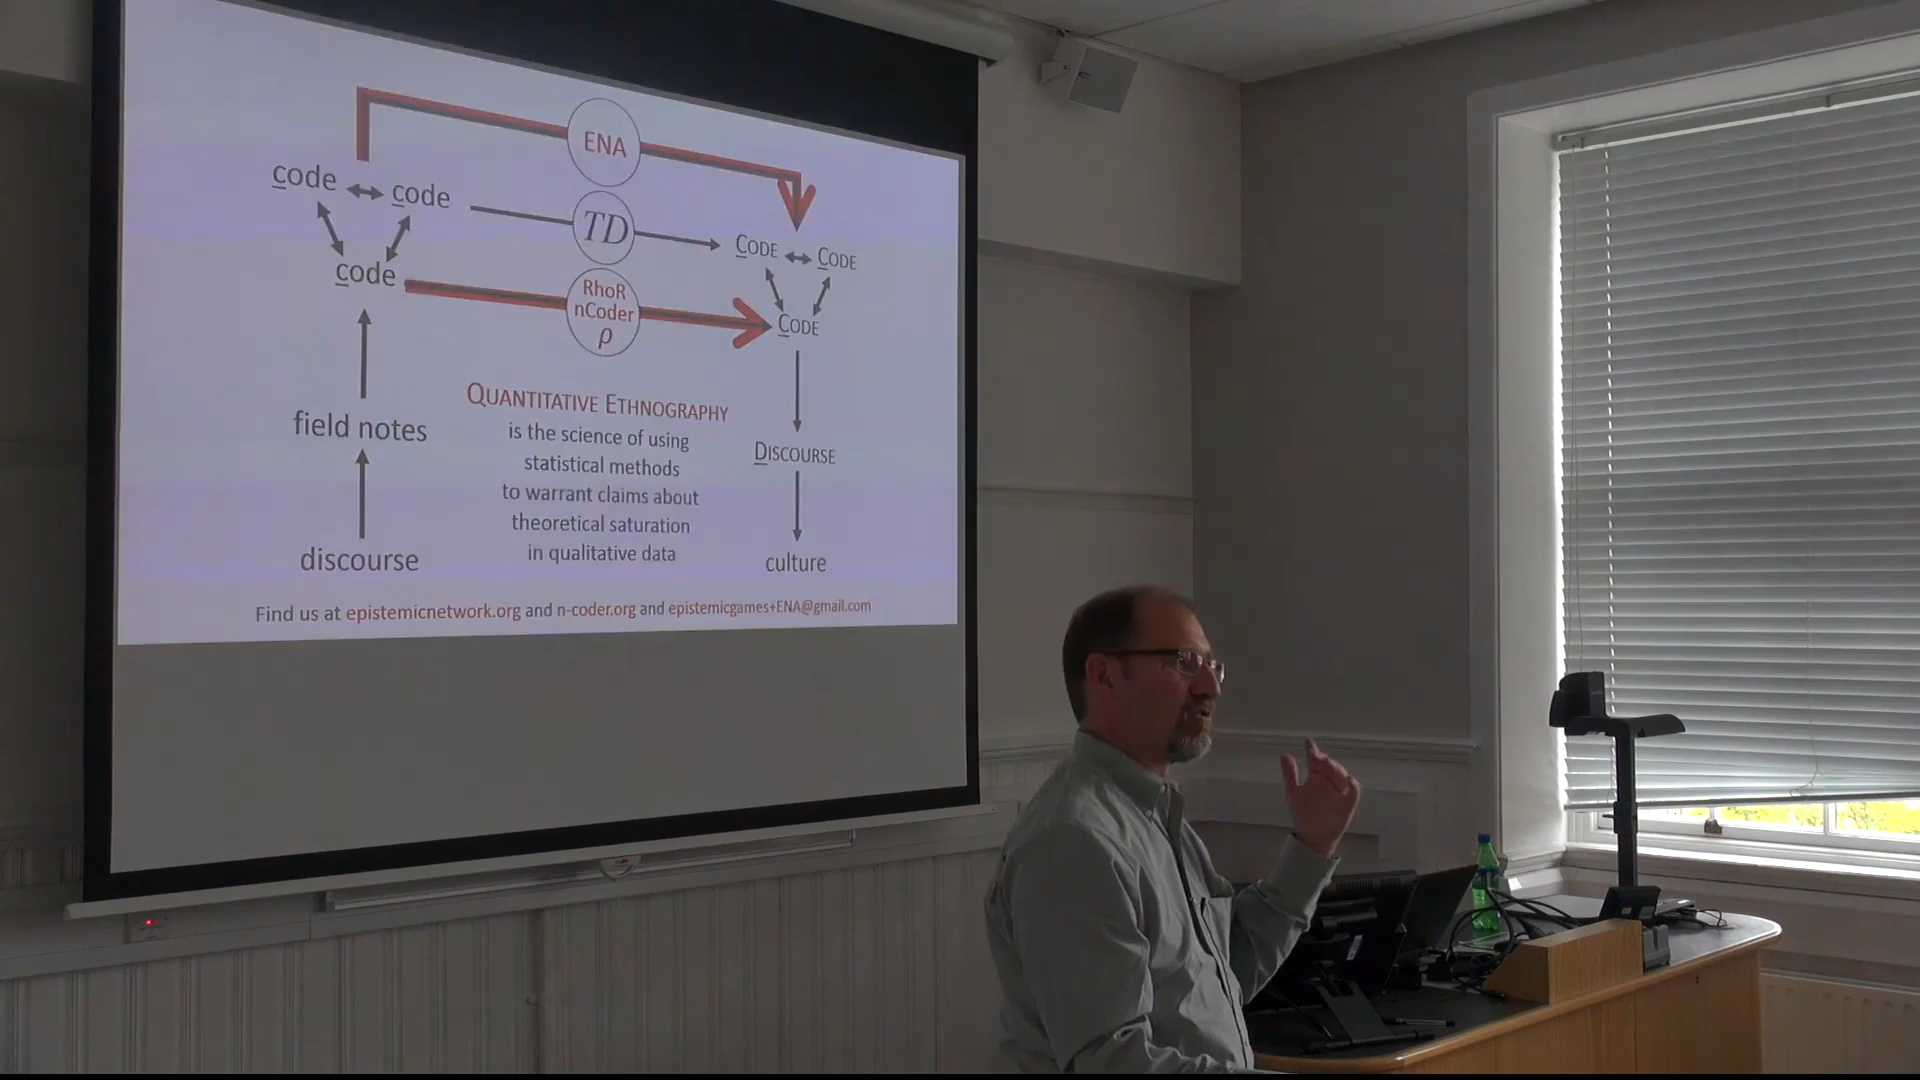 ENA
code code
TD
CODE CODE
code
RhoR
nCoder
ρ
CODE
QUANTITATIVE ETHNOGRAPHY
is the science of using
statistical methods
to warrant claims about
theoretical saturation
in qualitative data
field notes
DISCOURSE
discourse
culture
Find us at epistemicnetwork.org and n-coder.org and epistemicgames+ENA@gmail.com